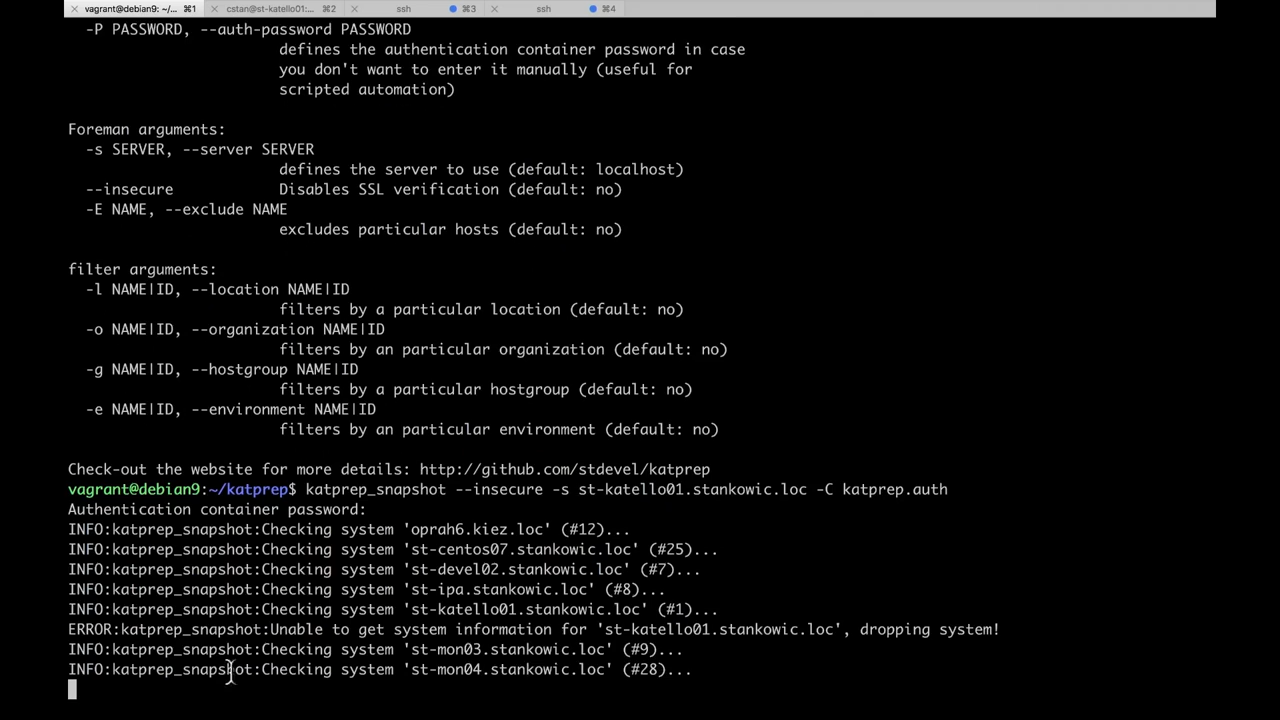 vagrant@debian9: ~/... ⌘1 cstan@st-katello01:... ⌘2 ssh ⌘3 ssh ⌘4
-P PASSWORD, --auth-password PASSWORD
defines the authentication container password in case
you don't want to enter it manually (useful for
scripted automation)
Foreman arguments:
-s SERVER, --server SERVER
defines the server to use (default: localhost)
--insecure Disables SSL verification (default: no)
-E NAME, --exclude NAME
excludes particular hosts (default: no)
filter arguments:
-l NAME|ID, --location NAME|ID
filters by a particular location (default: no)
-o NAME|ID, --organization NAME|ID
filters by an particular organization (default: no)
-g NAME|ID, --hostgroup NAME|ID
filters by a particular hostgroup (default: no)
-e NAME|ID, --environment NAME|ID
filters by an particular environment (default: no)
Check-out the website for more details: http://github.com/stdevel/katprep
vagrant@debian9:~/katprep$ katprep_snapshot --insecure -s st-katello01.stankowic.loc -C katprep.auth
Authentication container password:
INFO:katprep_snapshot:Checking system 'oprah6.kiez.loc' (#12)...
INFO:katprep_snapshot:Checking system 'st-centos07.stankowic.loc' (#25)...
INFO:katprep_snapshot:Checking system 'st-devel02.stankowic.loc' (#7)...
INFO:katprep_snapshot:Checking system 'st-ipa.stankowic.loc' (#8)...
INFO:katprep_snapshot:Checking system 'st-katello01.stankowic.loc' (#1)...
ERROR:katprep_snapshot:Unable to get system information for 'st-katello01.stankowic.loc', dropping system!
INFO:katprep_snapshot:Checking system 'st-mon03.stankowic.loc' (#9)...
INFO:katprep_snapshot:Checking system 'st-mon04.stankowic.loc' (#28)...